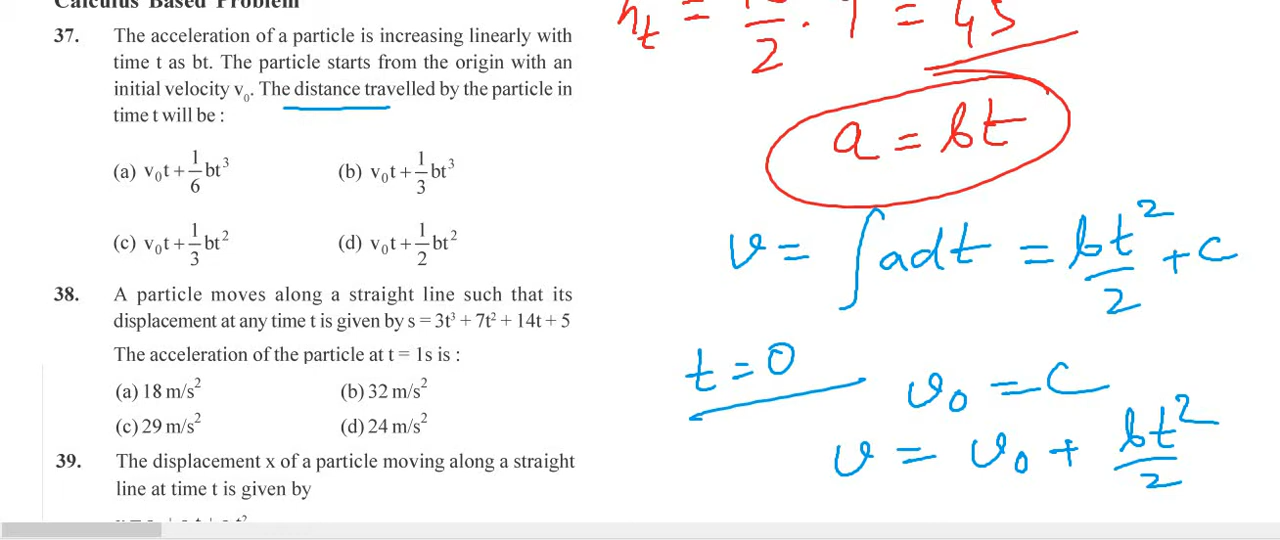 Calculus Based Problem
37. The acceleration of a particle is increasing linearly with
time t as bt. The particle starts from the origin with an
initial velocity v₀. The distance travelled by the particle in
time t will be :
(a) v₀t + 1/6 bt³ (b) v₀t + 1/3 bt³
(c) v₀t + 1/3 bt² (d) v₀t + 1/2 bt²
38. A particle moves along a straight line such that its
displacement at any time t is given by s = 3t³ + 7t² + 14t + 5
The acceleration of the particle at t = 1s is :
(a) 18 m/s² (b) 32 m/s²
(c) 29 m/s² (d) 24 m/s²
39. The displacement x of a particle moving along a straight
line at time t is given by
= 45
a = bt
v = ∫adt = bt²/2 + c
t = 0
v₀ = c
v = v₀ + bt²/2